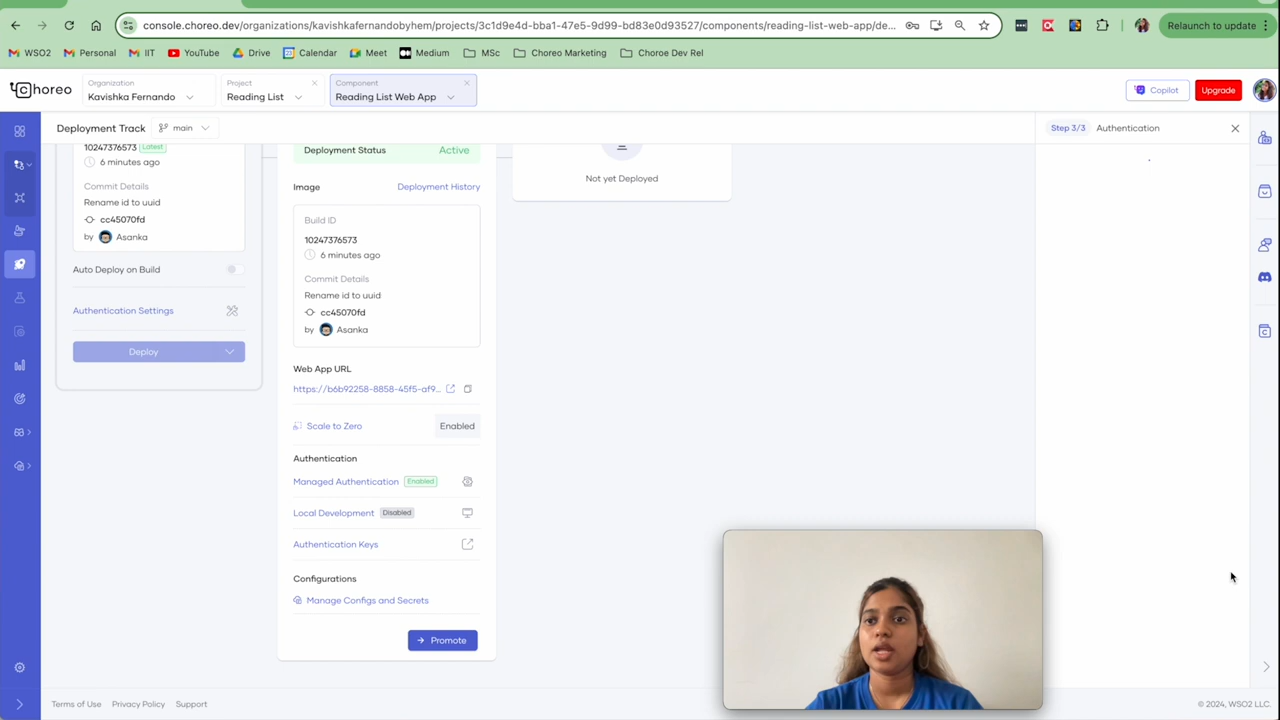 console.choreo.dev/organizations/kavishkafernandobyhem/projects/3c1d9e4d-bba1-47e5-9d99-bd83e0d93527/components/reading-list-web-app/de...
Relaunch to update
WSO2
Personal
IIT
YouTube
Drive
Calendar
Meet
Medium
MSc
Choreo Marketing
Choroe Dev Rel
Choreo
Organization
Kavishka Fernando
Project
Reading List
Component
Reading List Web App
Copilot
Upgrade
Deployment Track
main
Step 3/3
Authentication
10247376573
Latest
6 minutes ago
Commit Details
Rename id to uuid
cc45070fd
by
Asanka
Auto Deploy on Build
Authentication Settings
Deploy
Deployment Status
Active
Image
Deployment History
Build ID
10247376573
6 minutes ago
Commit Details
Rename id to uuid
cc45070fd
by
Asanka
Web App URL
https://b6b92258-8858-45f5-af9...
Scale to Zero
Enabled
Authentication
Managed Authentication
Enabled
Local Development
Disabled
Authentication Keys
Configurations
Manage Configs and Secrets
Promote
Not yet Deployed
Terms of Use
Privacy Policy
Support
© 2024, WSO2 LLC.